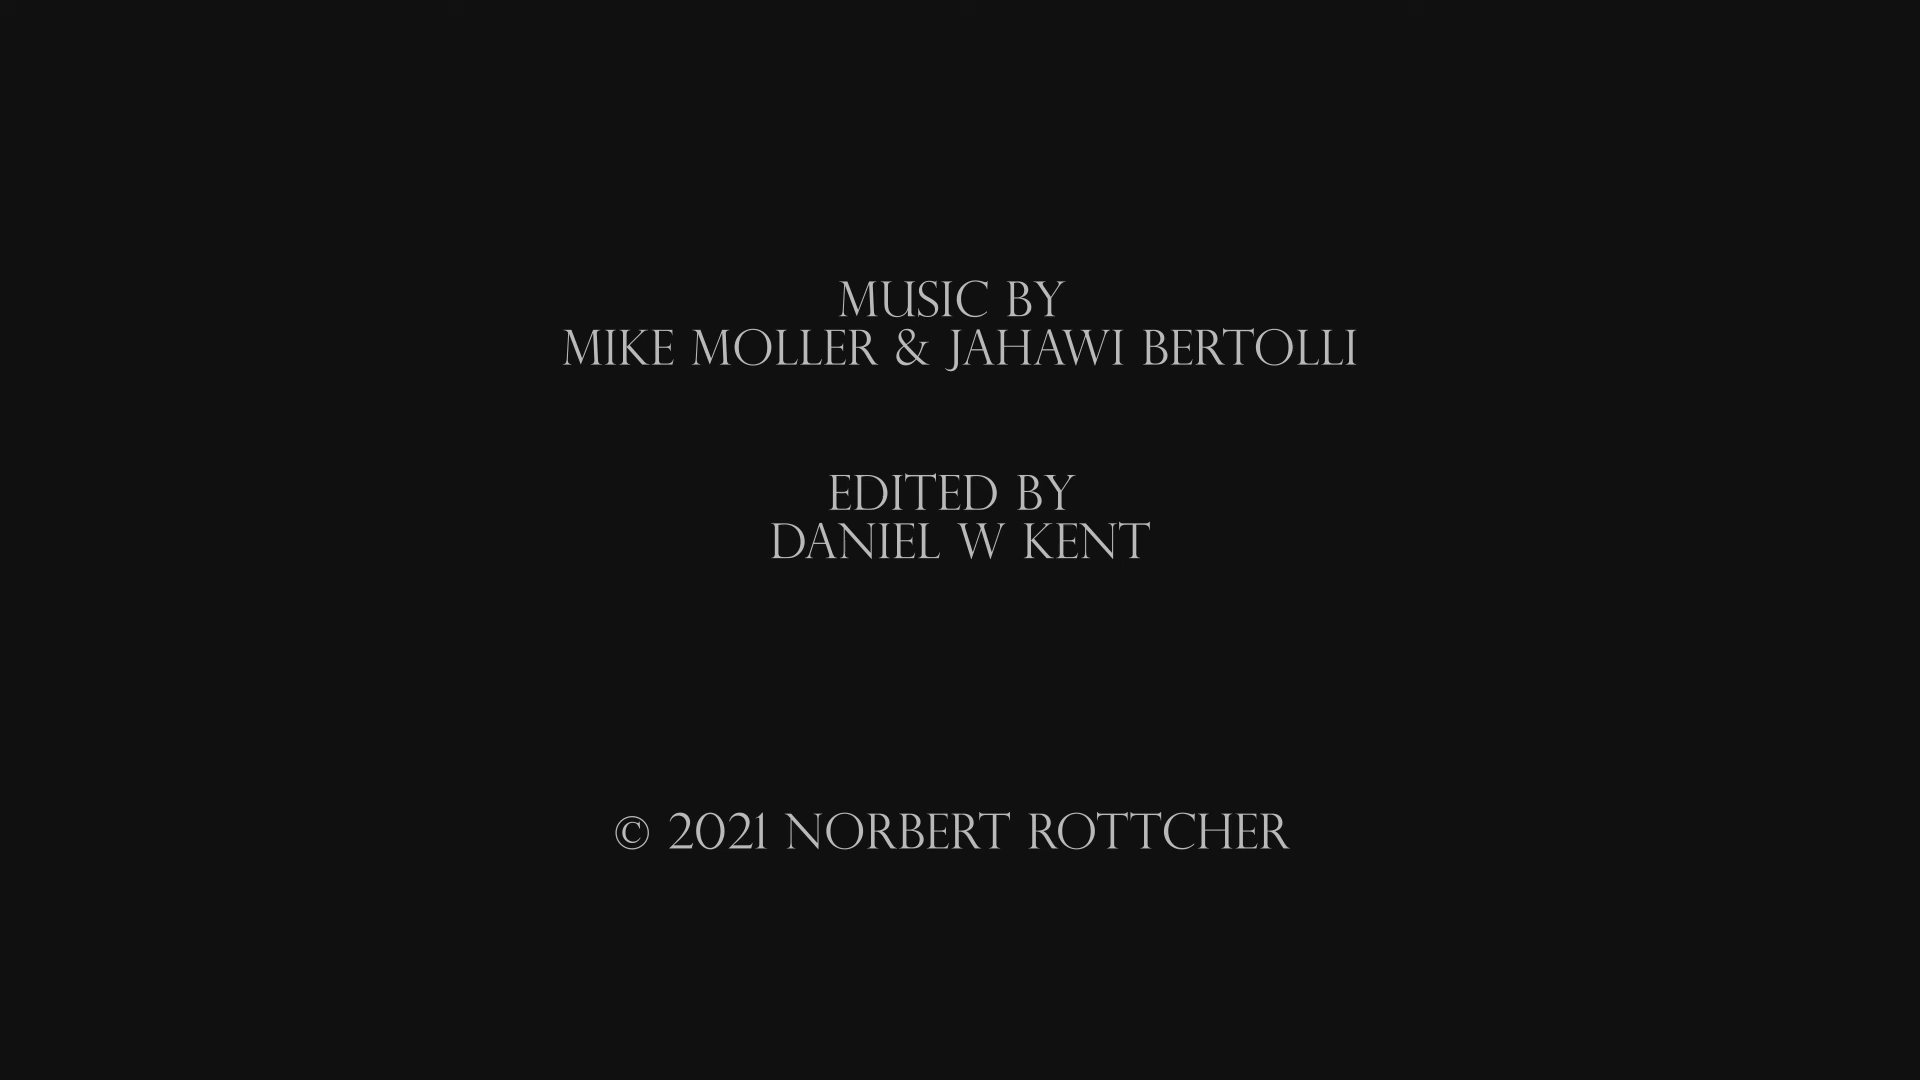 MUSIC BY
MIKE MOLLER & JAHAWI BERTOLLI
EDITED BY
DANIEL W KENT
© 2021 NORBERT ROTTCHER